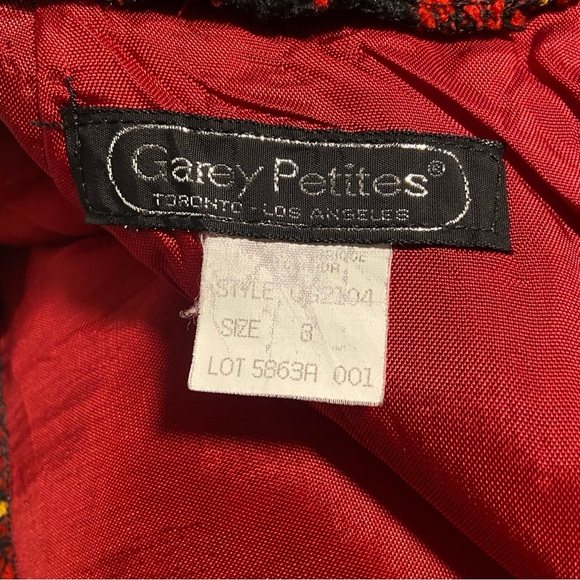 Garey Petites®
TORONTO - LOS ANGELES
STYLE
SIZE 8
LOT 5863A 001